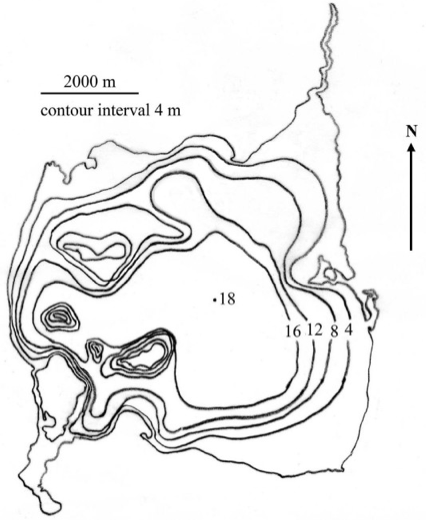 2000 m
contour interval 4 m
N
.18
16 12 8 4